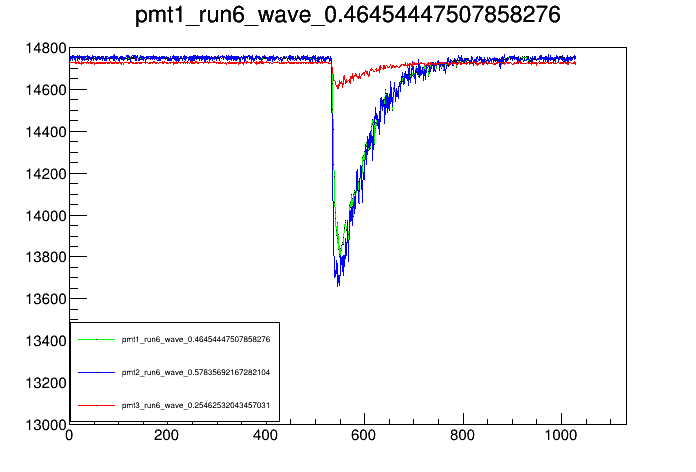 pmt1_run6_wave_0.46454447507858276
14800
14600
14400
14200
14000
13800
13600
13400
13200
13000
pmt1_run6_wave_0.46454447507858276
pmt2_run6_wave_0.57835692167282104
pmt3_run6_wave_0.25462532043457031
0 200 400 600 800 1000